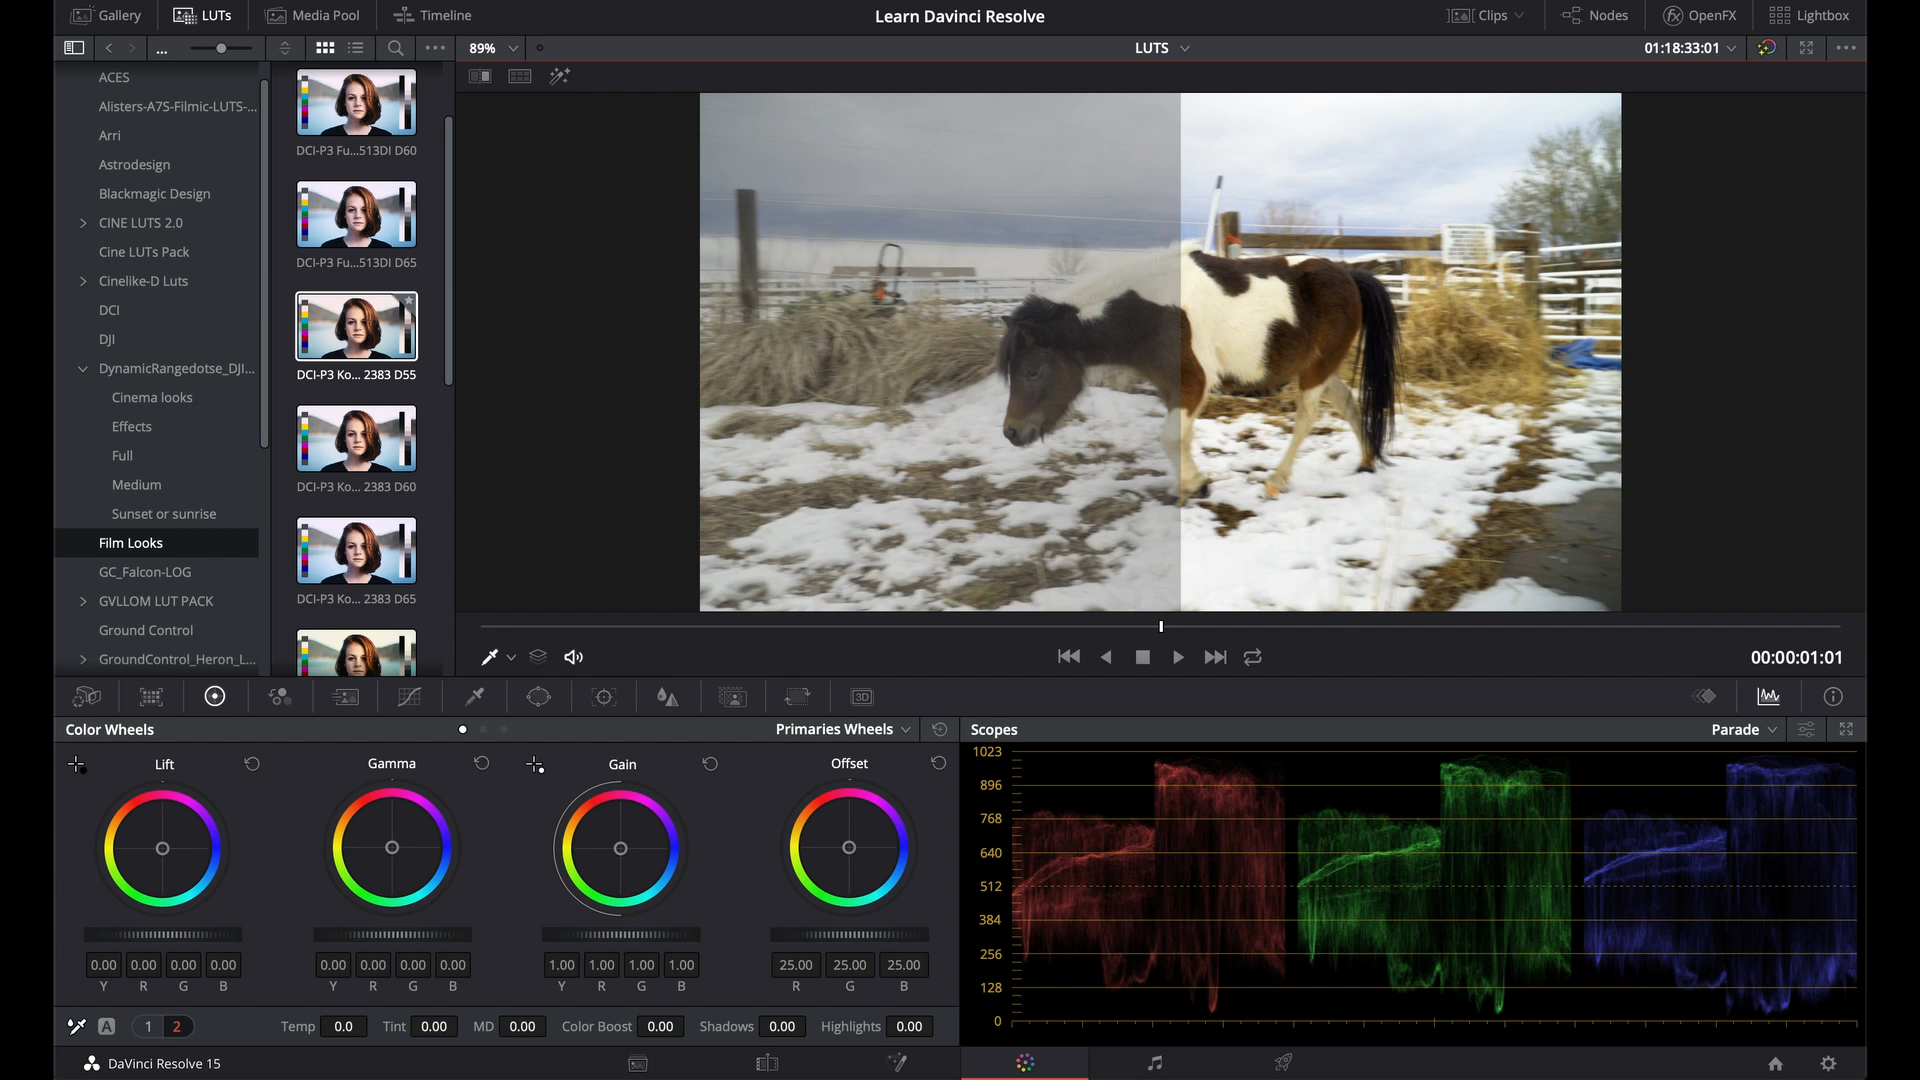 Gallery
LUTs
Media Pool
Timeline
Learn Davinci Resolve
Clips
Nodes
OpenFX
Lightbox
...
89%
LUTS
01:18:33:01
ACES
Alisters-A7S-Filmic-LUTS-...
Arri
Astrodesign
Blackmagic Design
CINE LUTS 2.0
Cine LUTs Pack
Cinelike-D Luts
DCI
DJI
DynamicRangedotse_DJI...
Cinema looks
Effects
Full
Medium
Sunset or sunrise
Film Looks
GC_Falcon-LOG
GVLLOM LUT PACK
Ground Control
GroundControl_Heron_L...
DCI-P3 Fu...513DI D60
DCI-P3 Fu...513DI D65
DCI-P3 Ko... 2383 D55
DCI-P3 Ko... 2383 D60
DCI-P3 Ko... 2383 D65
00:00:01:01
3D
Color Wheels
Primaries Wheels
Lift
Gamma
Gain
Offset
0.00 0.00 0.00 0.00
Y R G B
0.00 0.00 0.00 0.00
Y R G B
1.00 1.00 1.00 1.00
Y R G B
25.00 25.00 25.00
R G B
A
1 2
Temp 0.0
Tint 0.00
MD 0.00
Color Boost 0.00
Shadows 0.00
Highlights 0.00
Scopes
Parade
1023
896
768
640
512
384
256
128
0
DaVinci Resolve 15